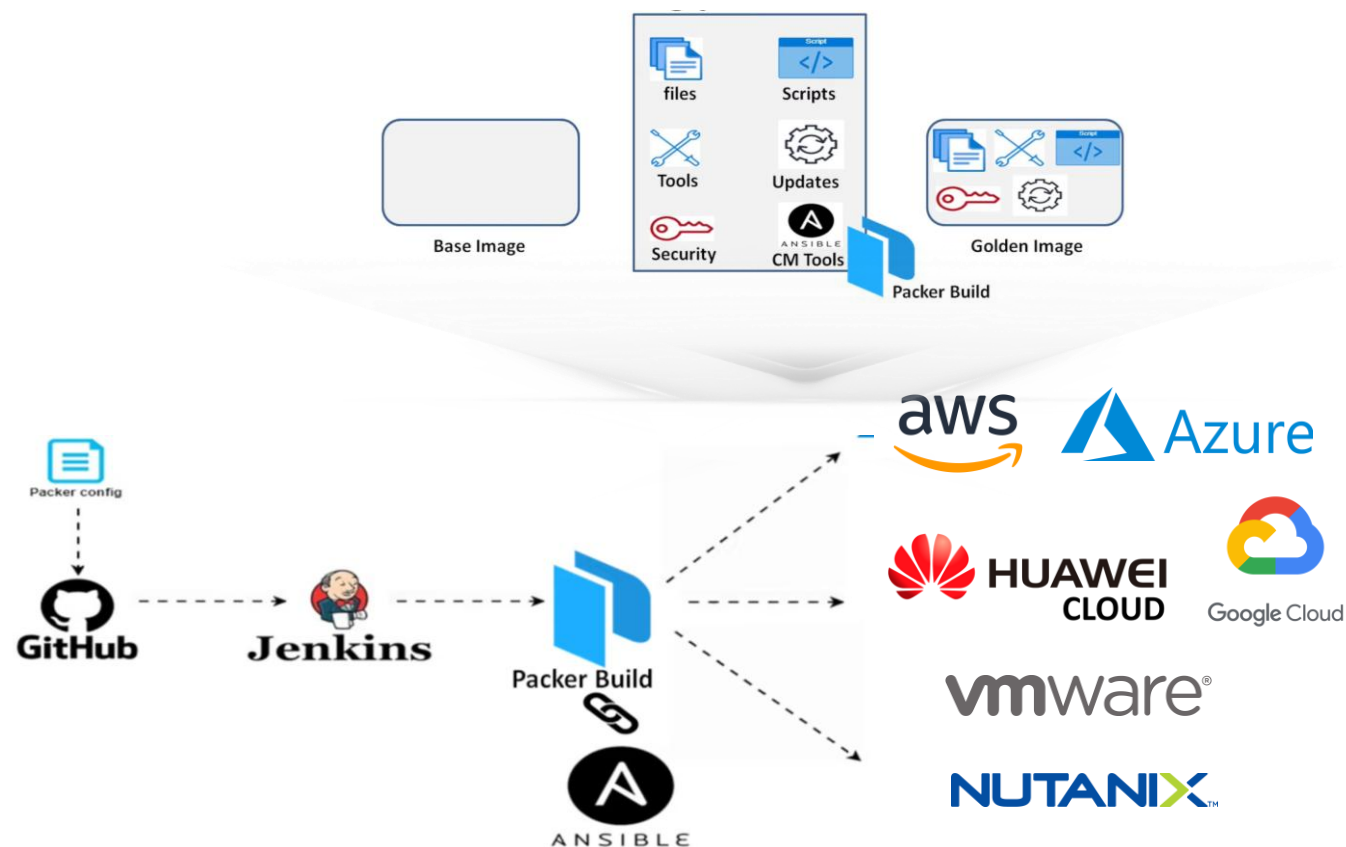 files
Script
</>
Scripts
Tools
Updates
Security
ANSIBLE
CM Tools
Base Image
Packer Build
Script
</>
Golden Image
Packer config
GitHub
Jenkins
Packer Build
ANSIBLE
aws
Azure
HUAWEI
CLOUD
Google Cloud
vmware®
NUTANIX™